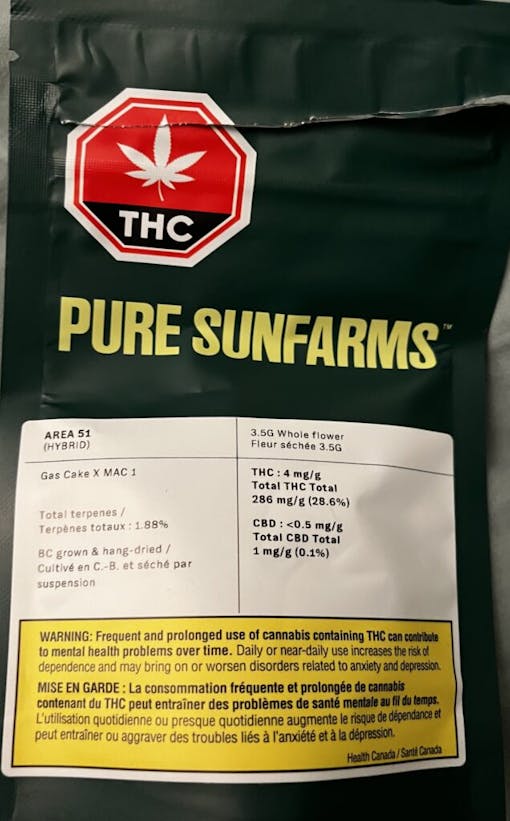 THC
PURE SUNFARMS™
AREA 51
(HYBRID)
Gas Cake X MAC 1
Total terpenes /
Terpènes totaux : 1.88%
BC grown & hang-dried /
Cultivé en C.-B. et séché par
suspension
3.5G Whole flower
Fleur séchée 3.5G
THC : 4 mg/g
Total THC Total
286 mg/g (28.6%)
CBD : <0.5 mg/g
Total CBD Total
1 mg/g (0.1%)
WARNING: Frequent and prolonged use of cannabis containing THC can contribute
to mental health problems over time. Daily or near-daily use increases the risk of
dependence and may bring on or worsen disorders related to anxiety and depression.
MISE EN GARDE : La consommation fréquente et prolongée de cannabis
contenant du THC peut entraîner des problèmes de santé mentale au fil du temps.
L'utilisation quotidienne ou presque quotidienne augmente le risque de dépendance et
peut entraîner ou aggraver des troubles liés à l'anxiété et à la dépression.
Health Canada / Santé Canada